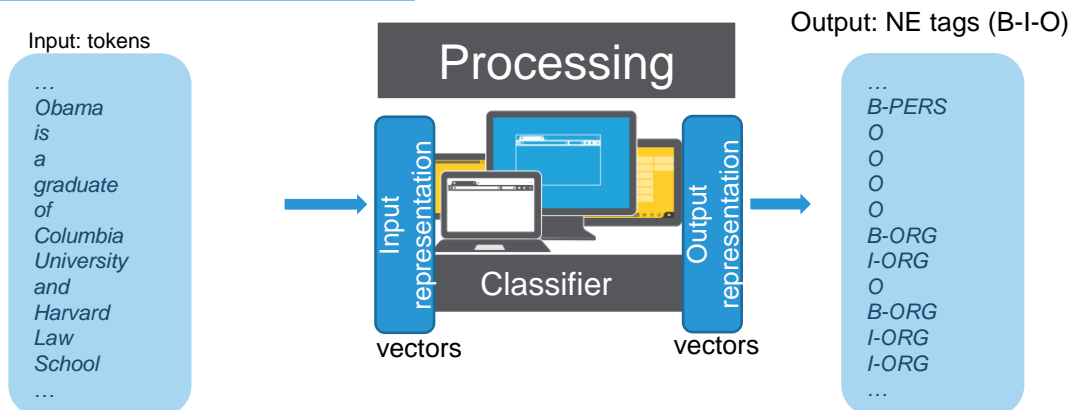 Output: NE tags (B-I-O)
Input: tokens
Processing
…
Obama
is
a
graduate
of
Columbia
University
and
Harvard
Law
School
…
Input
representation
vectors
Classifier
Output
representation
vectors
…
B-PERS
O
O
O
O
B-ORG
I-ORG
O
B-ORG
I-ORG
I-ORG
…